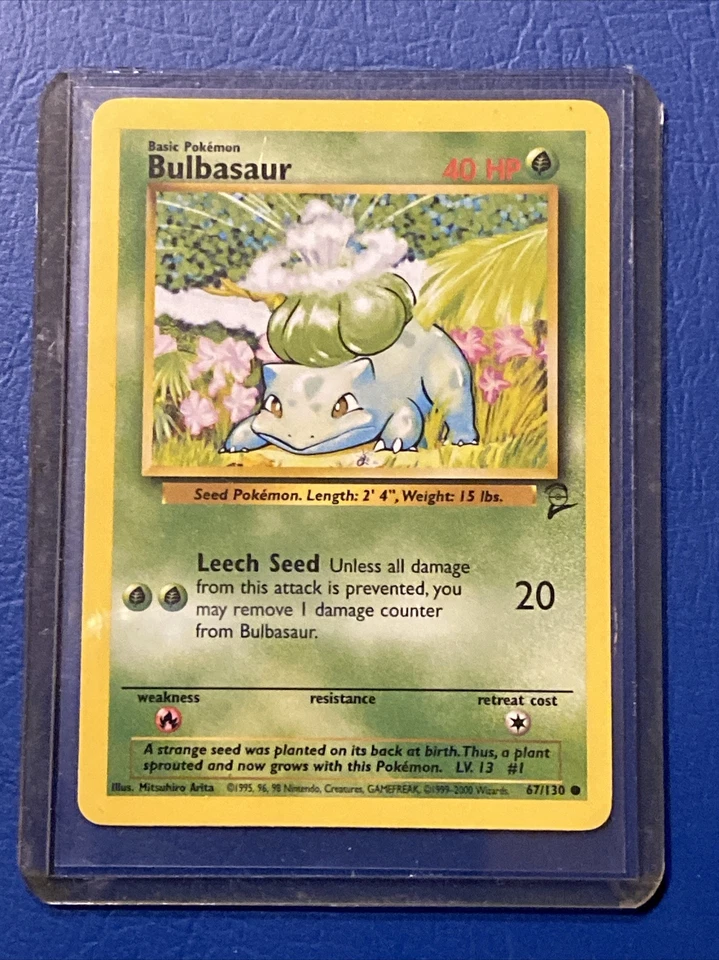 Basic Pokémon
Bulbasaur
40 HP
Seed Pokémon. Length: 2' 4", Weight: 15 lbs.
Leech Seed Unless all damage
from this attack is prevented, you
may remove 1 damage counter
from Bulbasaur.
20
weakness resistance retreat cost
A strange seed was planted on its back at birth. Thus, a plant
sprouted and now grows with this Pokémon. LV. 13 #1
Illus. Mitsuhiro Arita ©1995, 96, 98 Nintendo, Creatures, GAMEFREAK, ©1999-2000 Wizards. 67/130